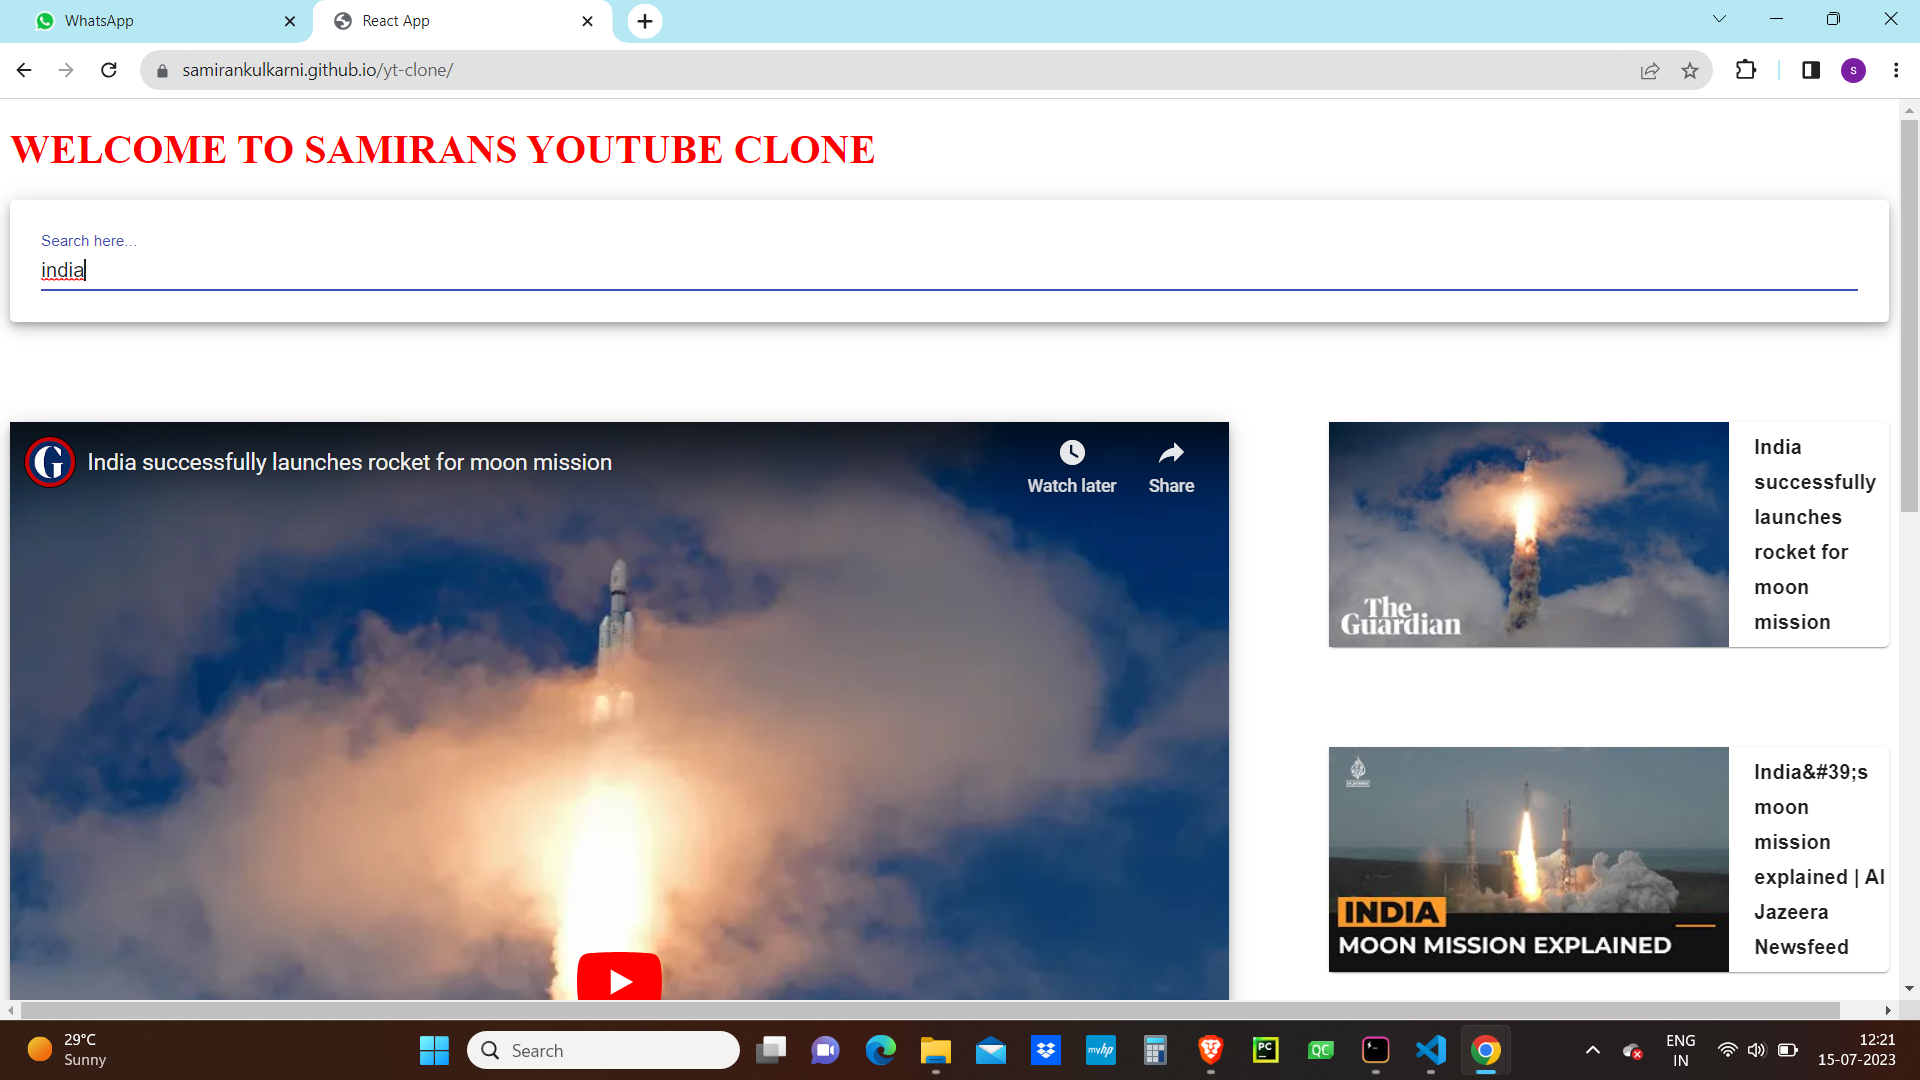 WhatsApp
React App
samirankulkarni.github.io/yt-clone/
S
WELCOME TO SAMIRANS YOUTUBE CLONE
Search here...
india
G
India successfully launches rocket for moon mission
Watch later
Share
The
Guardian
India
successfully
launches
rocket for
moon
mission
INDIA
MOON MISSION EXPLAINED
India&#39;s
moon
mission
explained | Al
Jazeera
Newsfeed
29°C
Sunny
Search
myhp
PC
QC
ENG
IN
12:21
15-07-2023